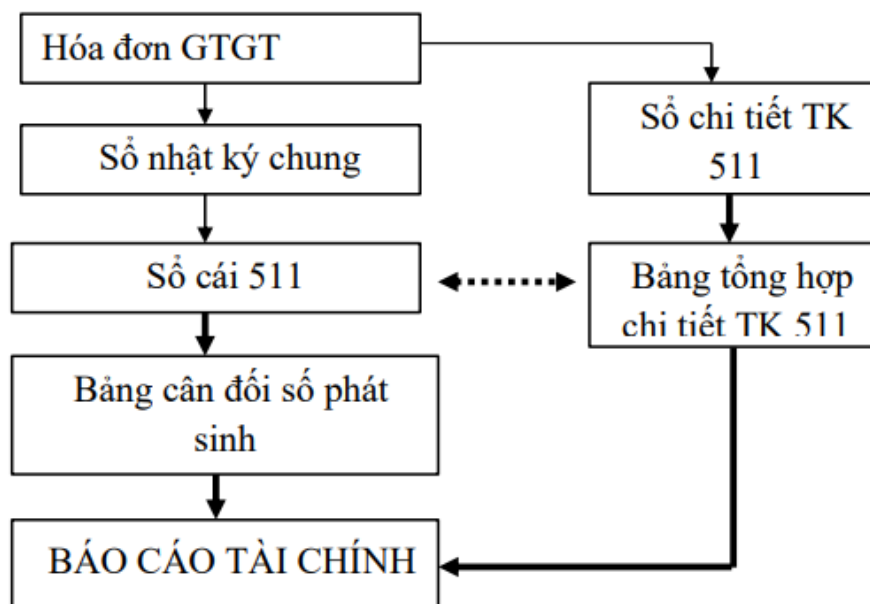 Hóa đơn GTGT
Sổ nhật ký chung
Sổ cái 511
Bảng cân đối số phát
sinh
BÁO CÁO TÀI CHÍNH
Sổ chi tiết TK
511
Bảng tổng hợp
chi tiết TK 511